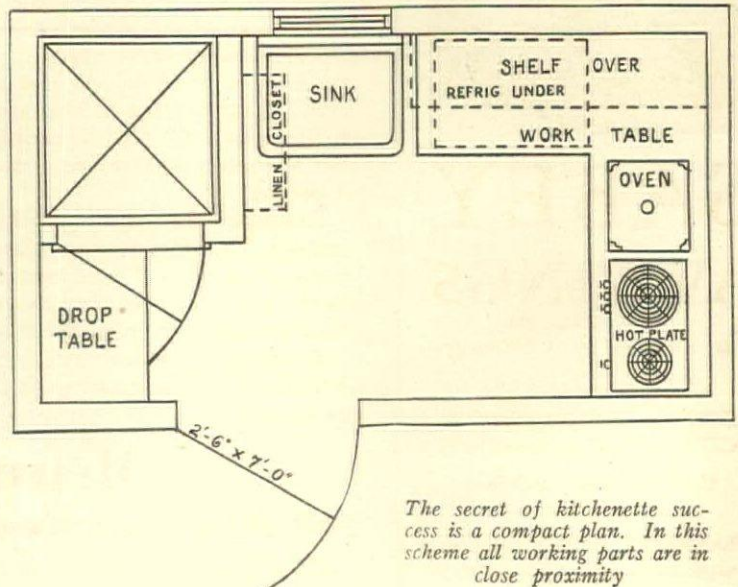 SHELF OVER
REFRIG UNDER
SINK
LINEN CLOSET
WORK TABLE
OVEN
HOT PLATE
DROP
TABLE
2'-6" x 7'-0"
The secret of kitchenette suc-
cess is a compact plan. In this
scheme all working parts are in
close proximity